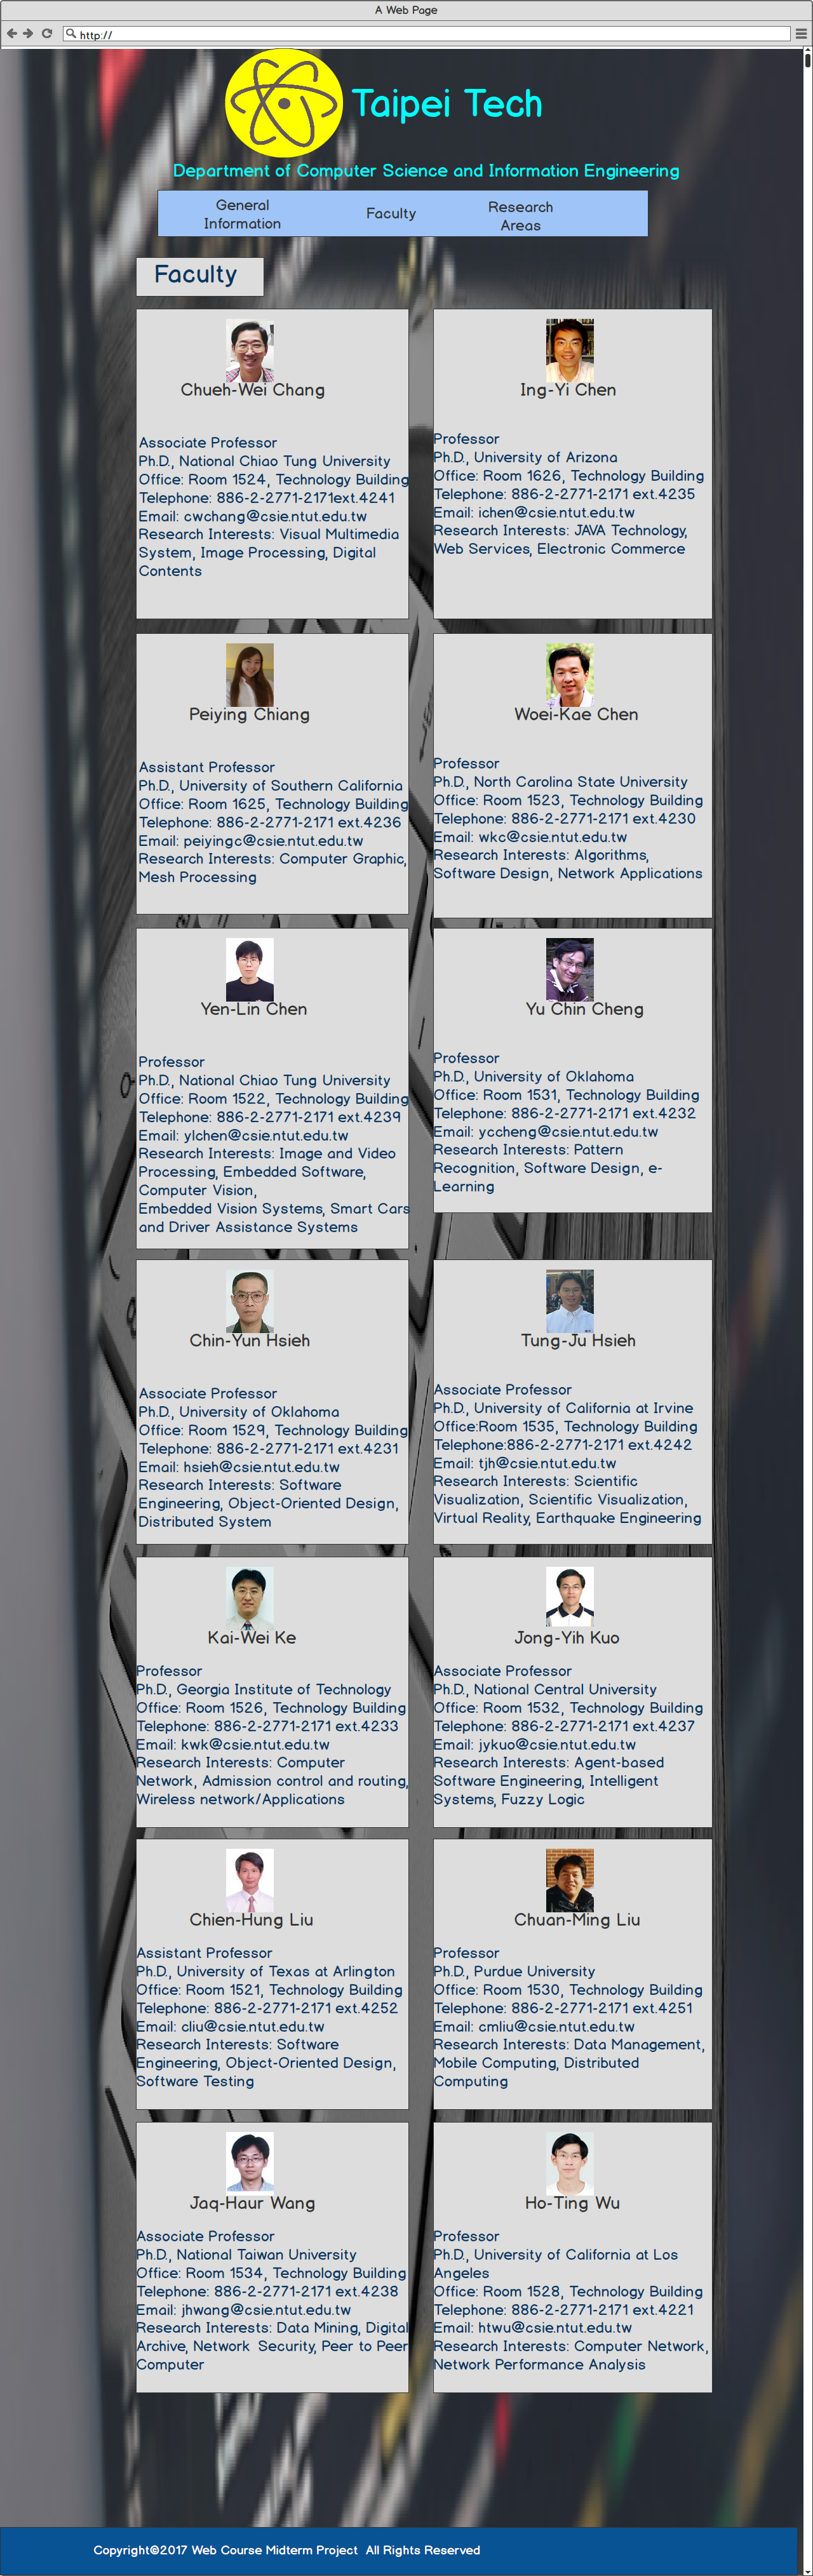 A Web Page
http://
Taipei Tech
Department of Computer Science and Information Engineering
General
Information
Faculty
Research
Areas
Faculty
Chueh-Wei Chang
Associate Professor
Ph.D., National Chiao Tung University
Office: Room 1524, Technology Building
Telephone: 886-2-2771-2171ext.4241
Email: cwchang@csie.ntut.edu.tw
Research Interests: Visual Multimedia
System, Image Processing, Digital
Contents
Ing-Yi Chen
Professor
Ph.D., University of Arizona
Office: Room 1626, Technology Building
Telephone: 886-2-2771-2171 ext.4235
Email: ichen@csie.ntut.edu.tw
Research Interests: JAVA Technology,
Web Services, Electronic Commerce
Peiying Chiang
Assistant Professor
Ph.D., University of Southern California
Office: Room 1625, Technology Building
Telephone: 886-2-2771-2171 ext.4236
Email: peiyingc@csie.ntut.edu.tw
Research Interests: Computer Graphic,
Mesh Processing
Woei-Kae Chen
Professor
Ph.D., North Carolina State University
Office: Room 1523, Technology Building
Telephone: 886-2-2771-2171 ext.4230
Email: wkc@csie.ntut.edu.tw
Research Interests: Algorithms,
Software Design, Network Applications
Yen-Lin Chen
Professor
Ph.D., National Chiao Tung University
Office: Room 1522, Technology Building
Telephone: 886-2-2771-2171 ext.4239
Email: ylchen@csie.ntut.edu.tw
Research Interests: Image and Video
Processing, Embedded Software,
Computer Vision,
Embedded Vision Systems, Smart Cars
and Driver Assistance Systems
Yu Chin Cheng
Professor
Ph.D., University of Oklahoma
Office: Room 1531, Technology Building
Telephone: 886-2-2771-2171 ext.4232
Email: yccheng@csie.ntut.edu.tw
Research Interests: Pattern
Recognition, Software Design, e-
Learning
Chin-Yun Hsieh
Associate Professor
Ph.D., University of Oklahoma
Office: Room 1529, Technology Building
Telephone: 886-2-2771-2171 ext.4231
Email: hsieh@csie.ntut.edu.tw
Research Interests: Software
Engineering, Object-Oriented Design,
Distributed System
Tung-Ju Hsieh
Associate Professor
Ph.D., University of California at Irvine
Office:Room 1535, Technology Building
Telephone:886-2-2771-2171 ext.4242
Email: tjh@csie.ntut.edu.tw
Research Interests: Scientific
Visualization, Scientific Visualization,
Virtual Reality, Earthquake Engineering
Kai-Wei Ke
Professor
Ph.D., Georgia Institute of Technology
Office: Room 1526, Technology Building
Telephone: 886-2-2771-2171 ext.4233
Email: kwk@csie.ntut.edu.tw
Research Interests: Computer
Network, Admission control and routing,
Wireless network/Applications
Jong-Yih Kuo
Associate Professor
Ph.D., National Central University
Office: Room 1532, Technology Building
Telephone: 886-2-2771-2171 ext.4237
Email: jykuo@csie.ntut.edu.tw
Research Interests: Agent-based
Software Engineering, Intelligent
Systems, Fuzzy Logic
Chien-Hung Liu
Assistant Professor
Ph.D., University of Texas at Arlington
Office: Room 1521, Technology Building
Telephone: 886-2-2771-2171 ext.4252
Email: cliu@csie.ntut.edu.tw
Research Interests: Software
Engineering, Object-Oriented Design,
Software Testing
Chuan-Ming Liu
Professor
Ph.D., Purdue University
Office: Room 1530, Technology Building
Telephone: 886-2-2771-2171 ext.4251
Email: cmliu@csie.ntut.edu.tw
Research Interests: Data Management,
Mobile Computing, Distributed
Computing
Jaq-Haur Wang
Associate Professor
Ph.D., National Taiwan University
Office: Room 1534, Technology Building
Telephone: 886-2-2771-2171 ext.4238
Email: jhwang@csie.ntut.edu.tw
Research Interests: Data Mining, Digital
Archive, Network  Security, Peer to Peer
Computer
Ho-Ting Wu
Professor
Ph.D., University of California at Los
Angeles
Office: Room 1528, Technology Building
Telephone: 886-2-2771-2171 ext.4221
Email: htwu@csie.ntut.edu.tw
Research Interests: Computer Network,
Network Performance Analysis
Copyright©2017 Web Course Midterm Project  All Rights Reserved